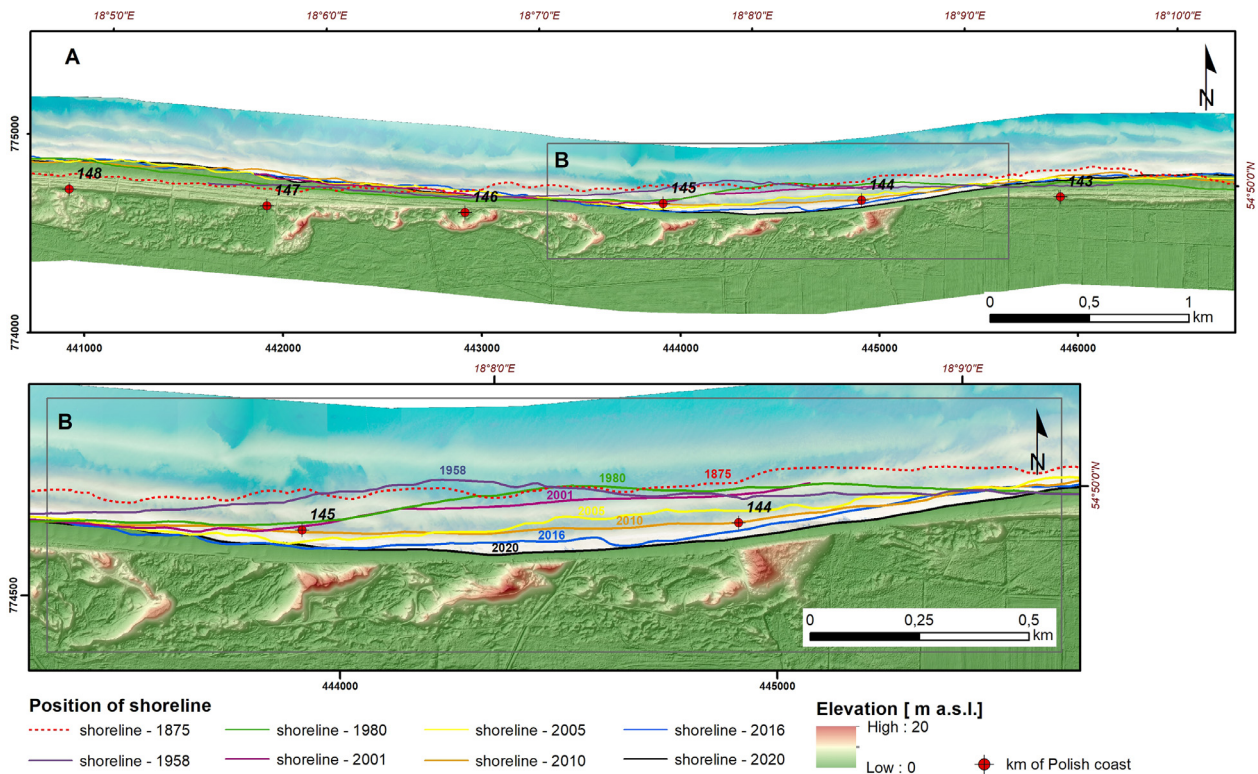 18°5'0"E 18°6'0"E 18°7'0"E 18°8'0"E 18°9'0"E 18°10'0"E
A
N
775000
B
148 147 146 145 144 143
54°50'0"N
0 0,5 1
km
774000
441000 442000 443000 444000 445000 446000
18°8'0"E 18°9'0"E
B
N
1958 1980 1875
2001
54°50'0"N
145 2005 144
2010
2016
2020
774500
0 0,25 0,5
km
444000 445000
Position of shoreline
shoreline - 1875 shoreline - 1980 shoreline - 2005 shoreline - 2016
shoreline - 1958 shoreline - 2001 shoreline - 2010 shoreline - 2020
Elevation [ m a.s.l.]
High : 20
Low : 0
km of Polish coast